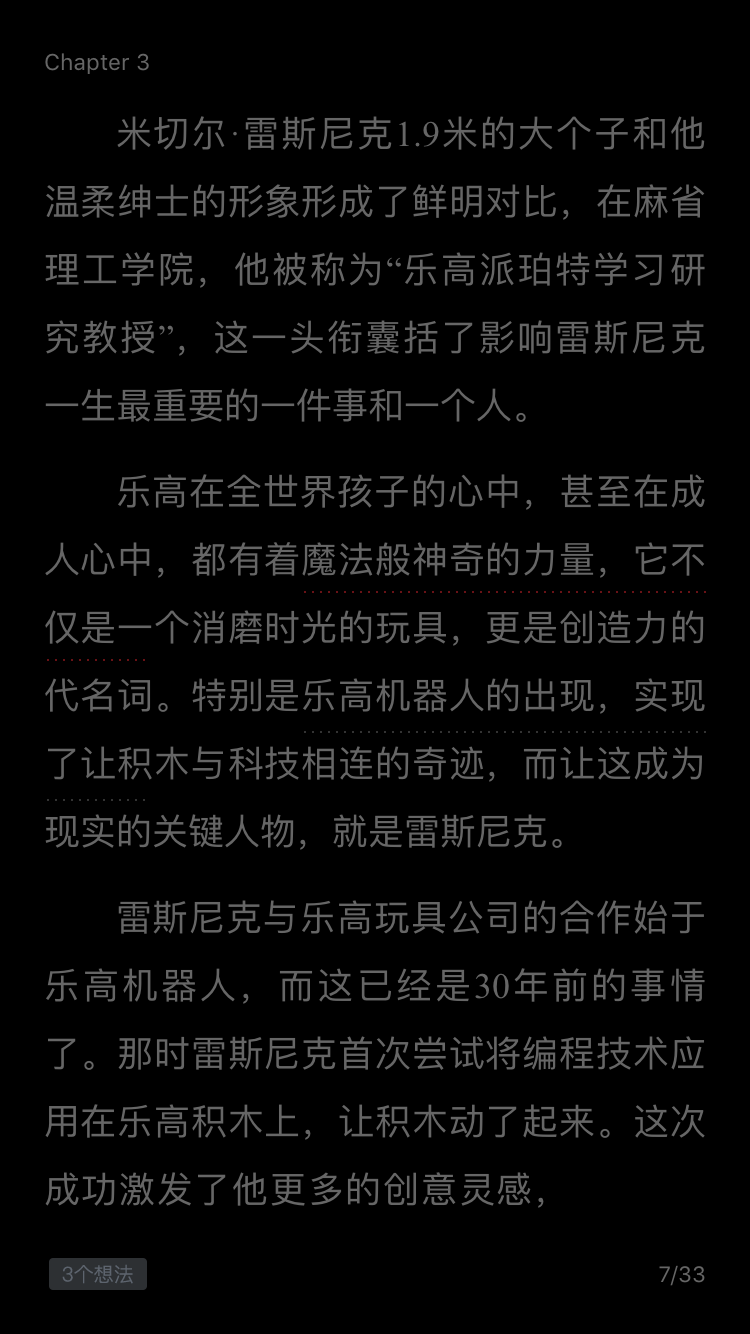 Chapter 3
米切尔·雷斯尼克1.9米的大个子和他
温柔绅士的形象形成了鲜明对比，在麻省
理工学院，他被称为“乐高派珀特学习研
究教授”，这一头衔囊括了影响雷斯尼克
一生最重要的一件事和一个人。
乐高在全世界孩子的心中，甚至在成
人心中，都有着魔法般神奇的力量，它不
仅是一个消磨时光的玩具，更是创造力的
代名词。特别是乐高机器人的出现，实现
了让积木与科技相连的奇迹，而让这成为
现实的关键人物，就是雷斯尼克。
雷斯尼克与乐高玩具公司的合作始于
乐高机器人，而这已经是30年前的事情
了。那时雷斯尼克首次尝试将编程技术应
用在乐高积木上，让积木动了起来。这次
成功激发了他更多的创意灵感，
3个想法
7/33